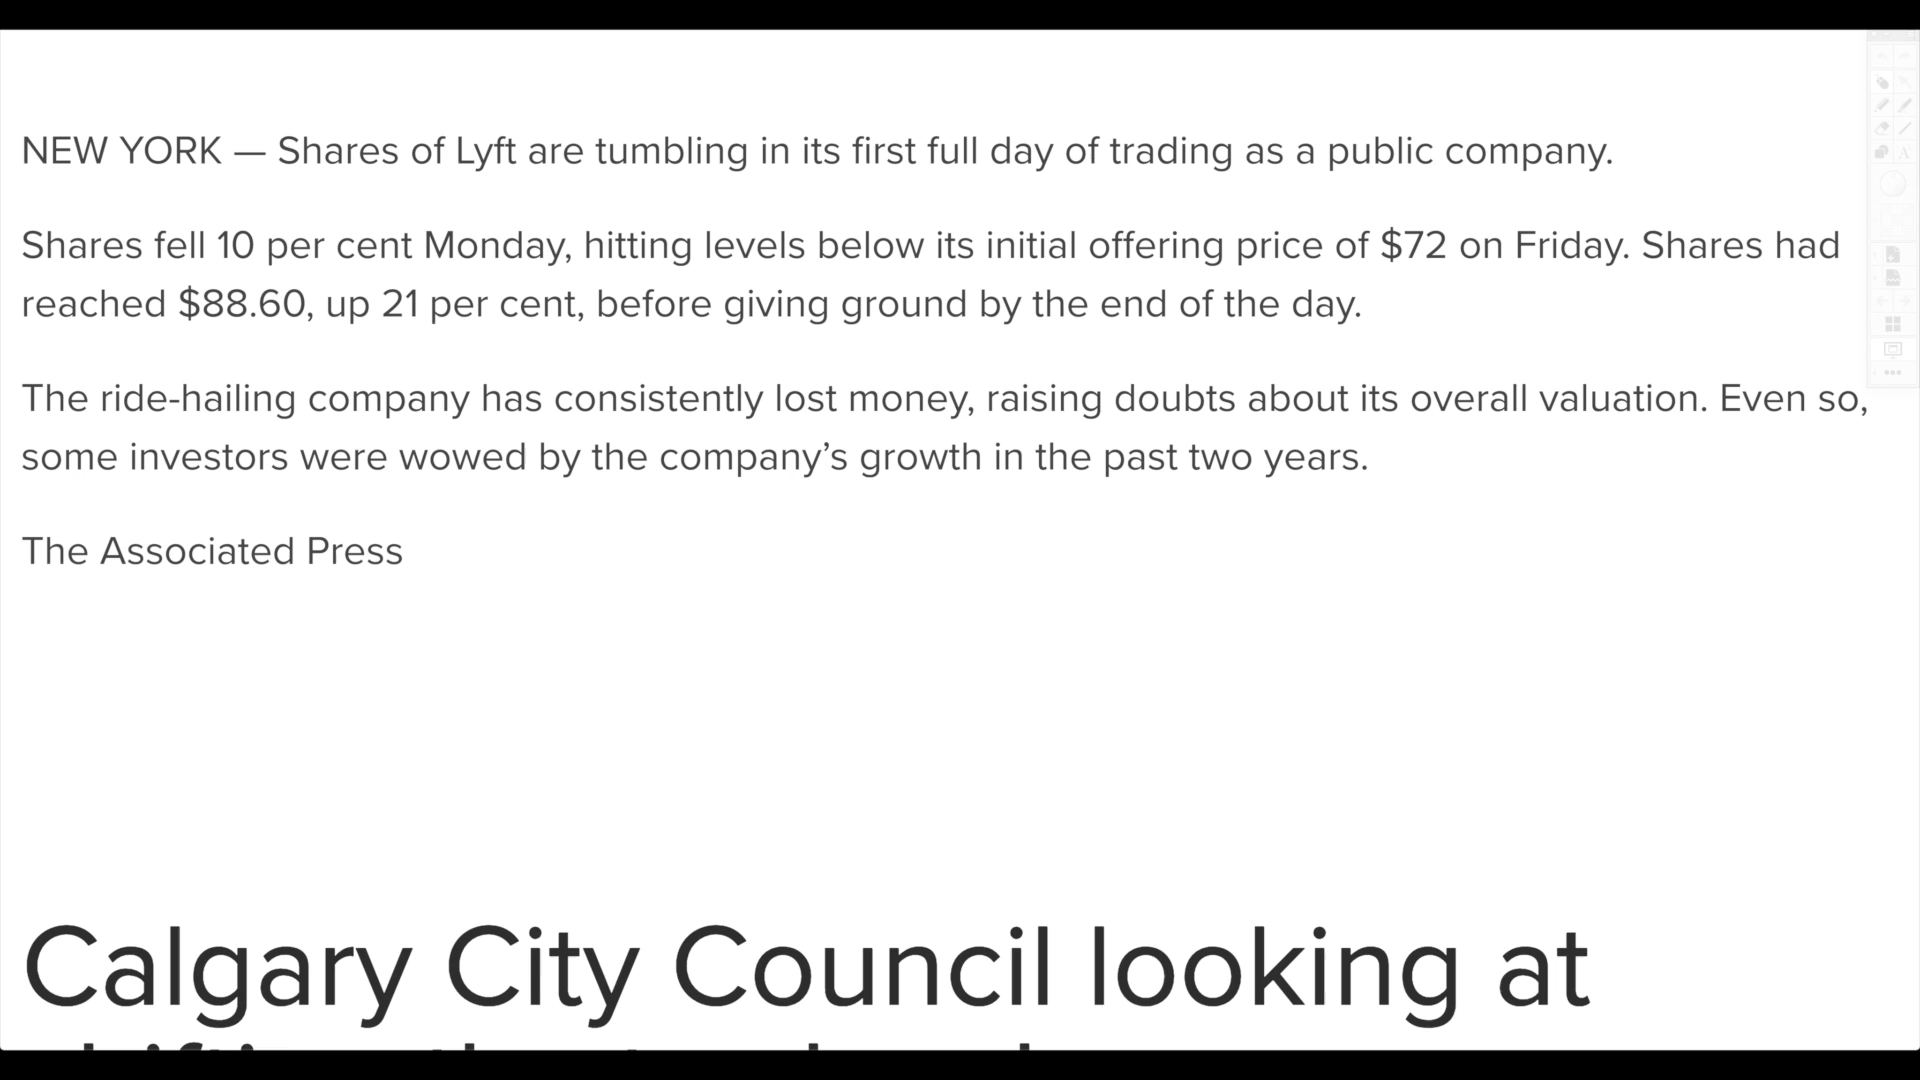 NEW YORK — Shares of Lyft are tumbling in its first full day of trading as a public company.
Shares fell 10 per cent Monday, hitting levels below its initial offering price of $72 on Friday. Shares had
reached $88.60, up 21 per cent, before giving ground by the end of the day.
The ride-hailing company has consistently lost money, raising doubts about its overall valuation. Even so,
some investors were wowed by the company’s growth in the past two years.
The Associated Press
Calgary City Council looking at